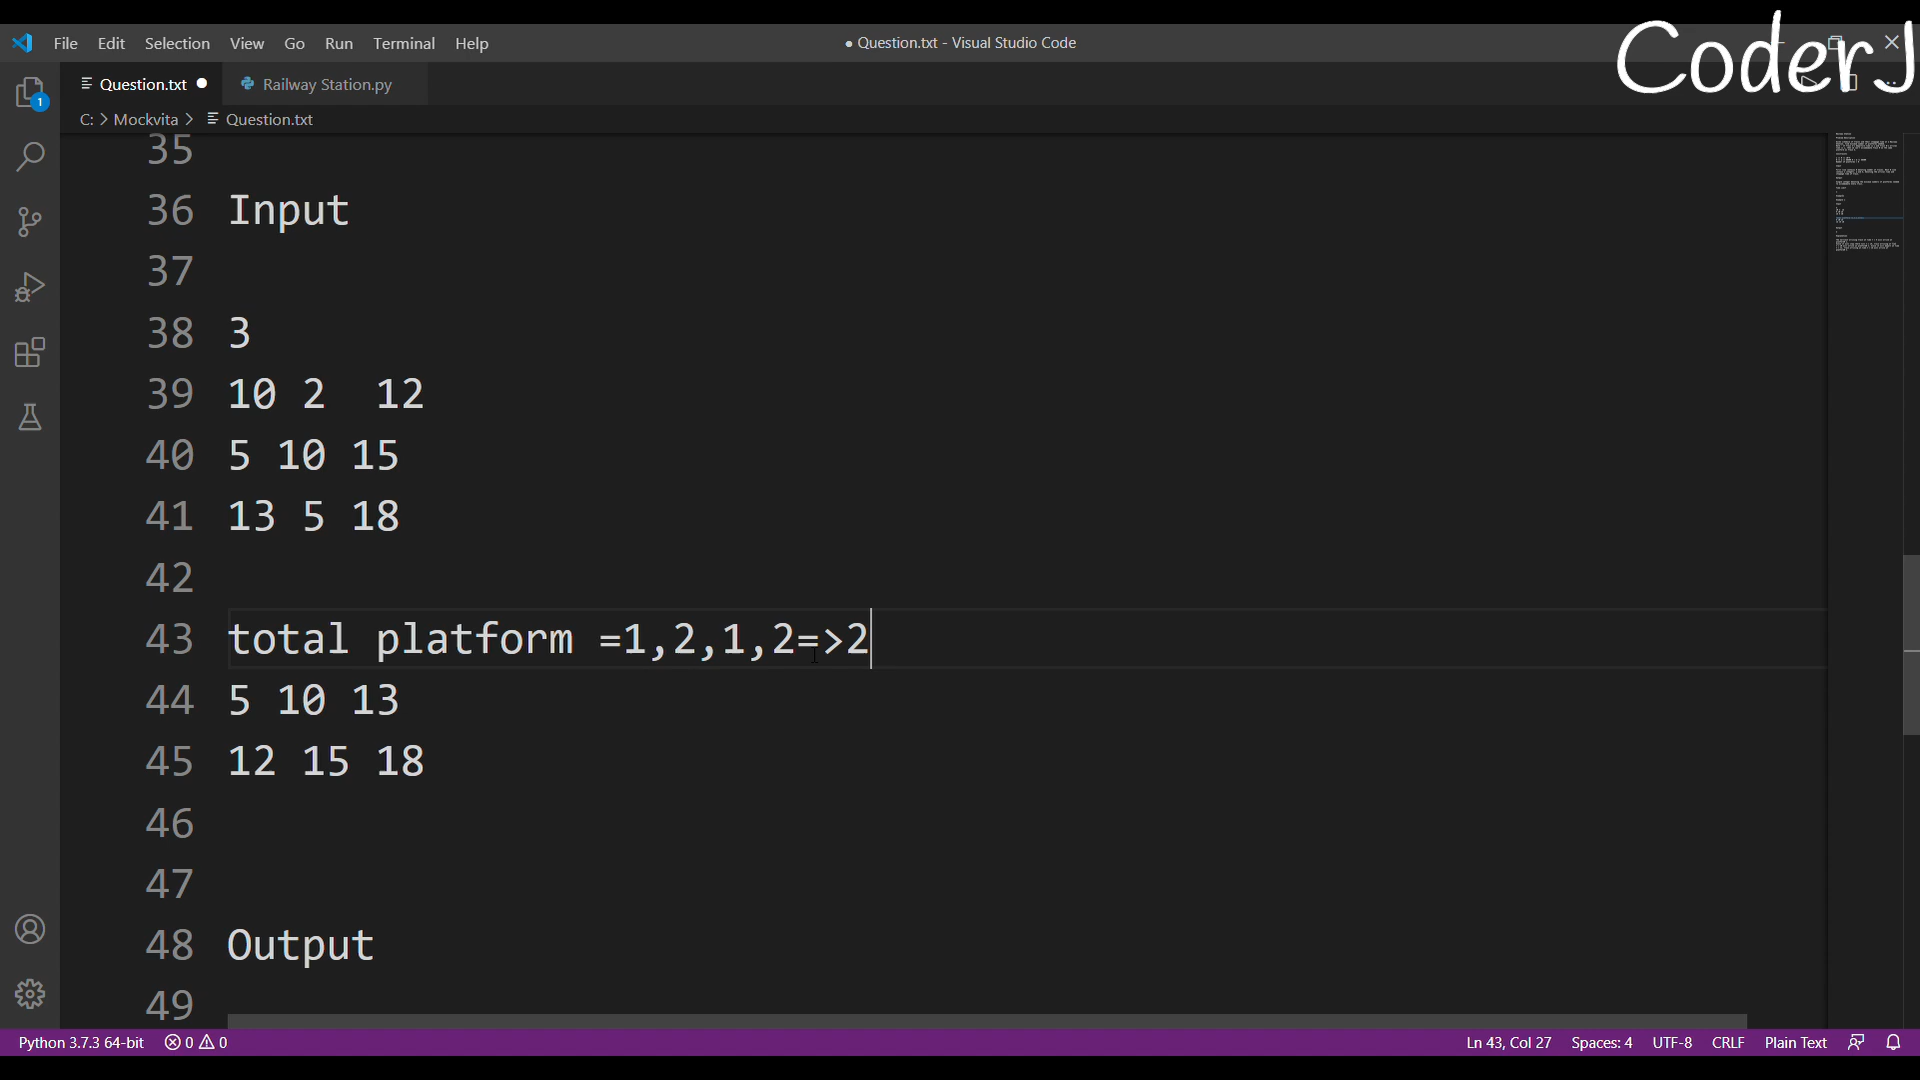 CoderJ
File Edit Selection View Go Run Terminal Help
● Question.txt - Visual Studio Code
Question.txt ● Railway Station.py
C: > Mockvita > Question.txt
1
35
36 Input
37
38 3
39 10 2  12
40 5 10 15
41 13 5 18
42
43 total platform =1,2,1,2=>2
44 5 10 13
45 12 15 18
46
47
48 Output
49
Python 3.7.3 64-bit 0 0 Ln 43, Col 27 Spaces: 4 UTF-8 CRLF Plain Text